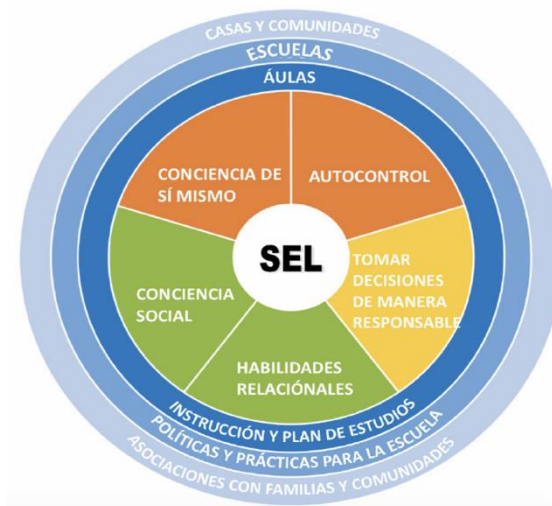 CASAS Y COMUNIDADES
ESCUELAS
ÁULAS
CONCIENCIA DE
SÍ MISMO
AUTOCONTROL
SEL
TOMAR
DECISIONES
DE MANERA
RESPONSABLE
CONCIENCIA
SOCIAL
HABILIDADES
RELACIÓNALES
INSTRUCCIÓN Y PLAN DE ESTUDIOS
POLÍTICAS Y PRÁCTICAS PARA LA ESCUELA
ASOCIACIONES CON FAMILIAS Y COMUNIDADES